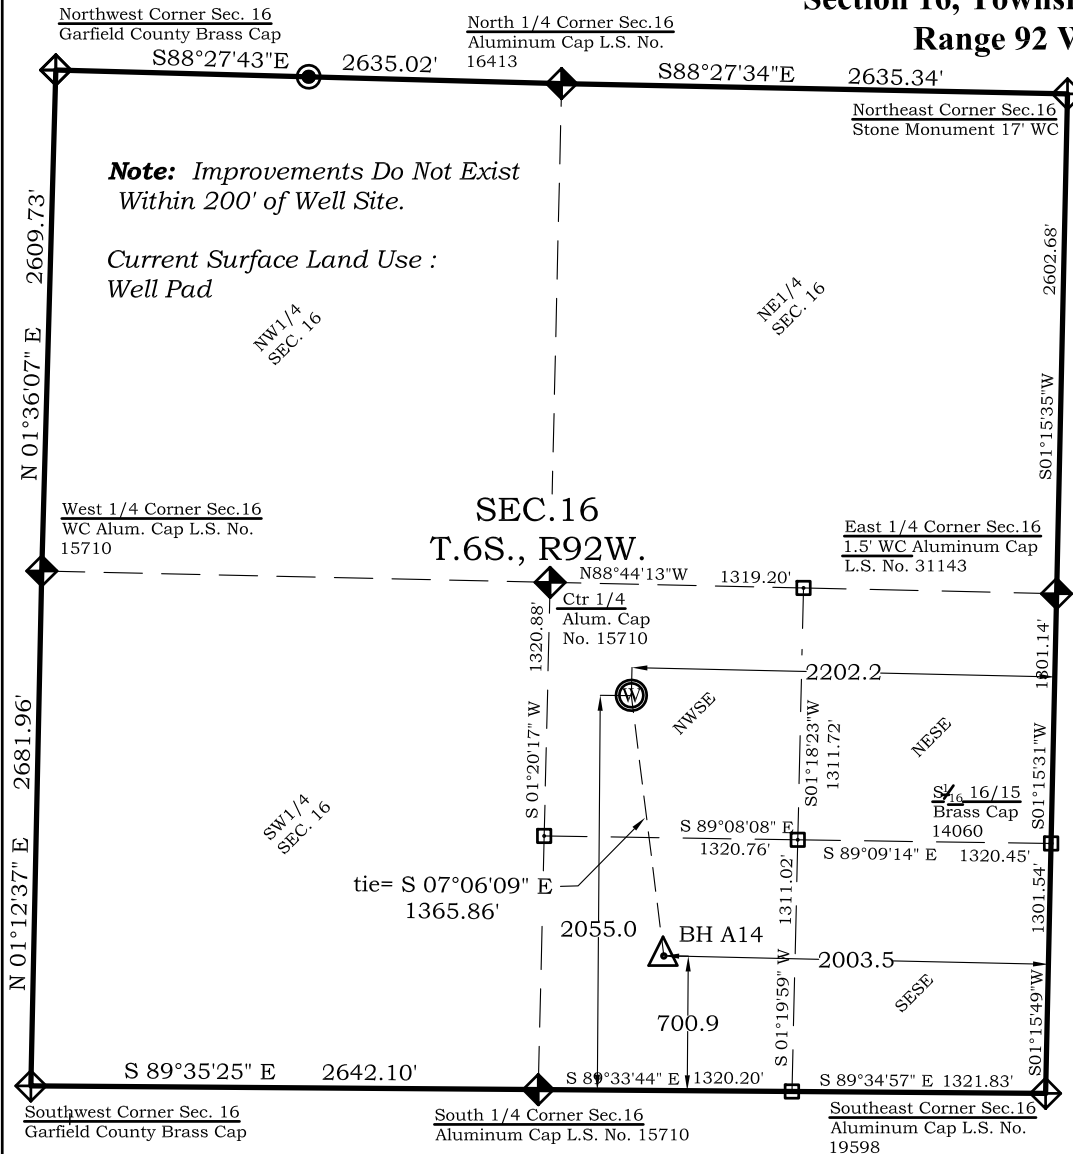 Section 16,
Range 92
Northwest Corner Sec. 16
Garfield County Brass Cap
North 1/4 Corner Sec.16
Aluminum Cap L.S. No.
16413
S88°27'43"E
2635.02'
S88°27'34"E
2635.34'
Northeast Corner Sec.16
Stone Monument 17' WC
Note: Improvements Do Not Exist
Within 200' of Well Site.
Current Surface Land Use :
Well Pad
2609.73'
N 01°36'07" E
2602.68'
S01°15'35"W
NW1/4
SEC. 16
NE1/4
SEC. 16
West 1/4 Corner Sec.16
WC Alum. Cap L.S. No.
15710
SEC.16
T.6S., R92W.
East 1/4 Corner Sec.16
1.5' WC Aluminum Cap
L.S. No. 31143
N88°44'13"W
1319.20'
Ctr 1/4
Alum. Cap
No. 15710
1320.88'
S 01°20'17" W
1301.14'
S01°15'31"W
2202.2
W
NWSE
NESE
S01°18'23"W
1311.72'
2681.96'
N 01°12'37" E
SW1/4
SEC. 16
S 1/16 16/15
Brass Cap
14060
S 89°08'08" E
1320.76'
S 89°09'14" E
1320.45'
tie= S 07°06'09" E
1365.86'
2055.0
BH A14
1311.02'
S 01°19'59" W
2003.5
1301.54'
S01°15'49"W
SESE
700.9
S 89°35'25" E
2642.10'
S 89°33'44" E
1320.20'
S 89°34'57" E
1321.83'
Southwest Corner Sec. 16
Garfield County Brass Cap
South 1/4 Corner Sec.16
Aluminum Cap L.S. No. 15710
Southeast Corner Sec.16
Aluminum Cap L.S. No.
19598